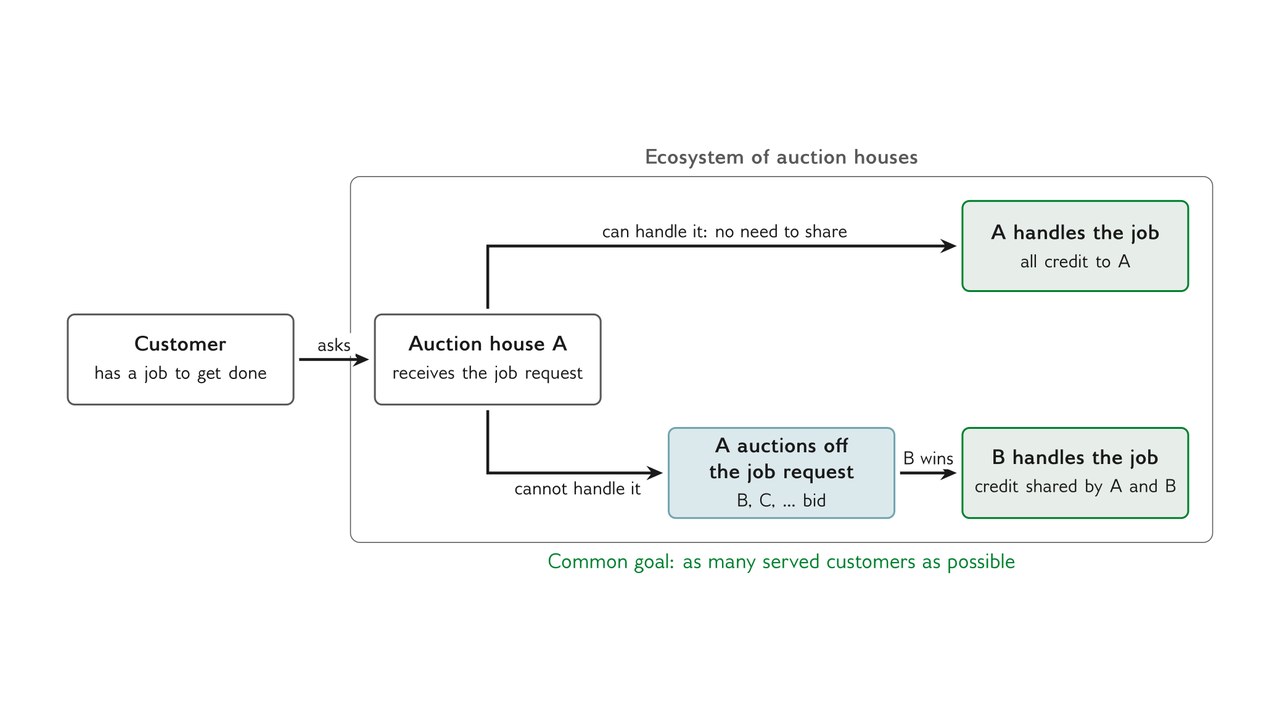 Ecosystem of auction houses
can handle it: no need to share
A handles the job
all credit to A
Customer
has a job to get done
asks
Auction house A
receives the job request
cannot handle it
A auctions off
the job request
B, C, ... bid
B wins
B handles the job
credit shared by A and B
Common goal: as many served customers as possible